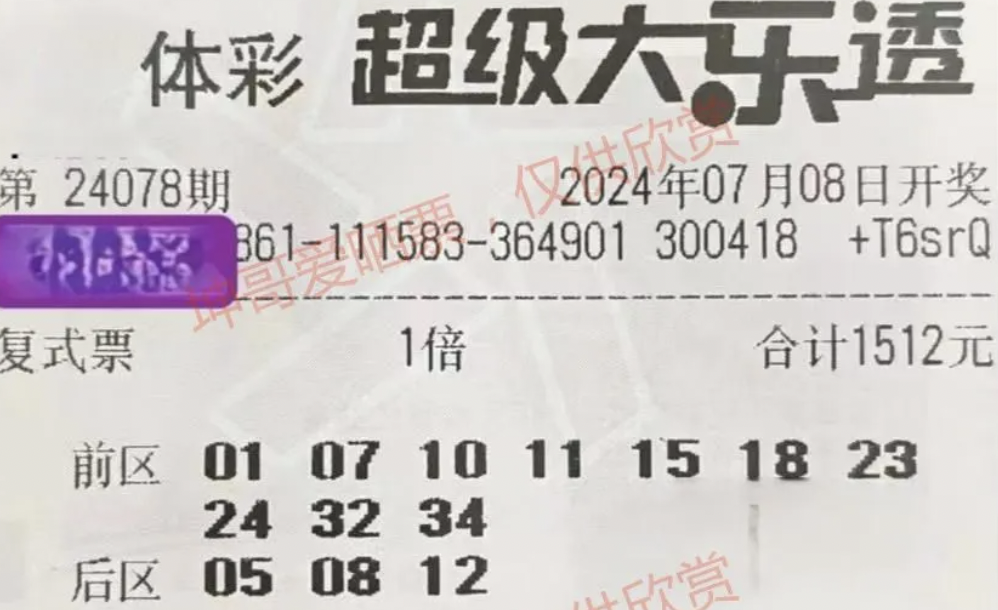 体彩 超级大乐透
第 24078期 2024年07月08日开奖
861-111583-364901 300418 +T6srQ
坤哥爱晒票,仅供欣赏
复式票 1倍 合计1512元
前区 01 07 10 11 15 18 23
24 32 34
后区 05 08 12
仅供欣赏